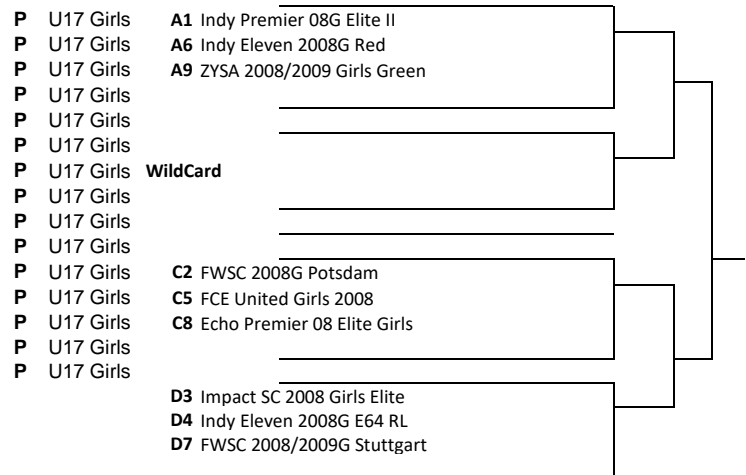 P U17 Girls A1 Indy Premier 08G Elite II
P U17 Girls A6 Indy Eleven 2008G Red
P U17 Girls A9 ZYSA 2008/2009 Girls Green
P U17 Girls
P U17 Girls
P U17 Girls
P U17 Girls WildCard
P U17 Girls
P U17 Girls
P U17 Girls
P U17 Girls C2 FWSC 2008G Potsdam
P U17 Girls C5 FCE United Girls 2008
P U17 Girls C8 Echo Premier 08 Elite Girls
P U17 Girls
P U17 Girls
D3 Impact SC 2008 Girls Elite
D4 Indy Eleven 2008G E64 RL
D7 FWSC 2008/2009G Stuttgart